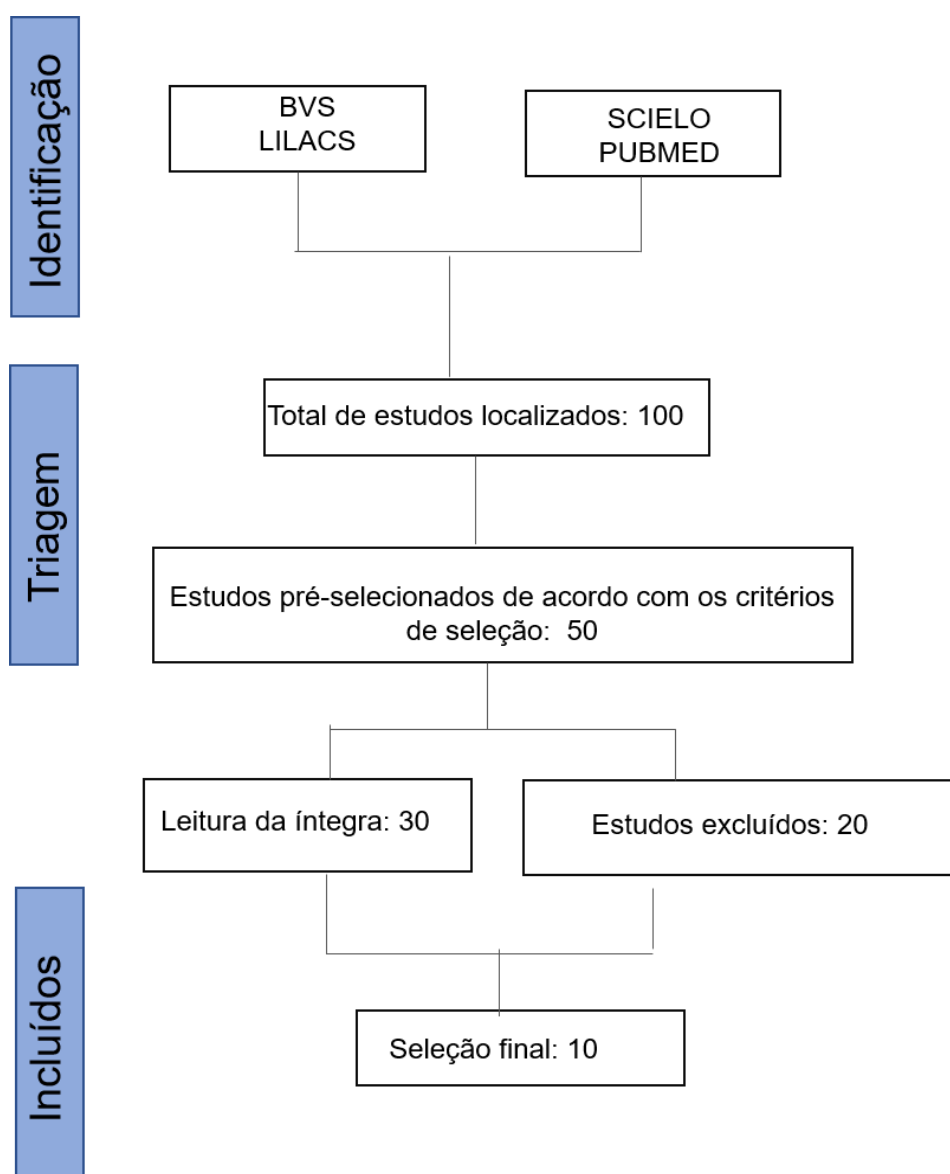 Identificação
BVS
LILACS
SCIELO
PUBMED
Triagem
Total de estudos localizados: 100
Estudos pré-selecionados de acordo com os critérios
de seleção: 50
Leitura da íntegra: 30
Estudos excluídos: 20
Incluídos
Seleção final: 10